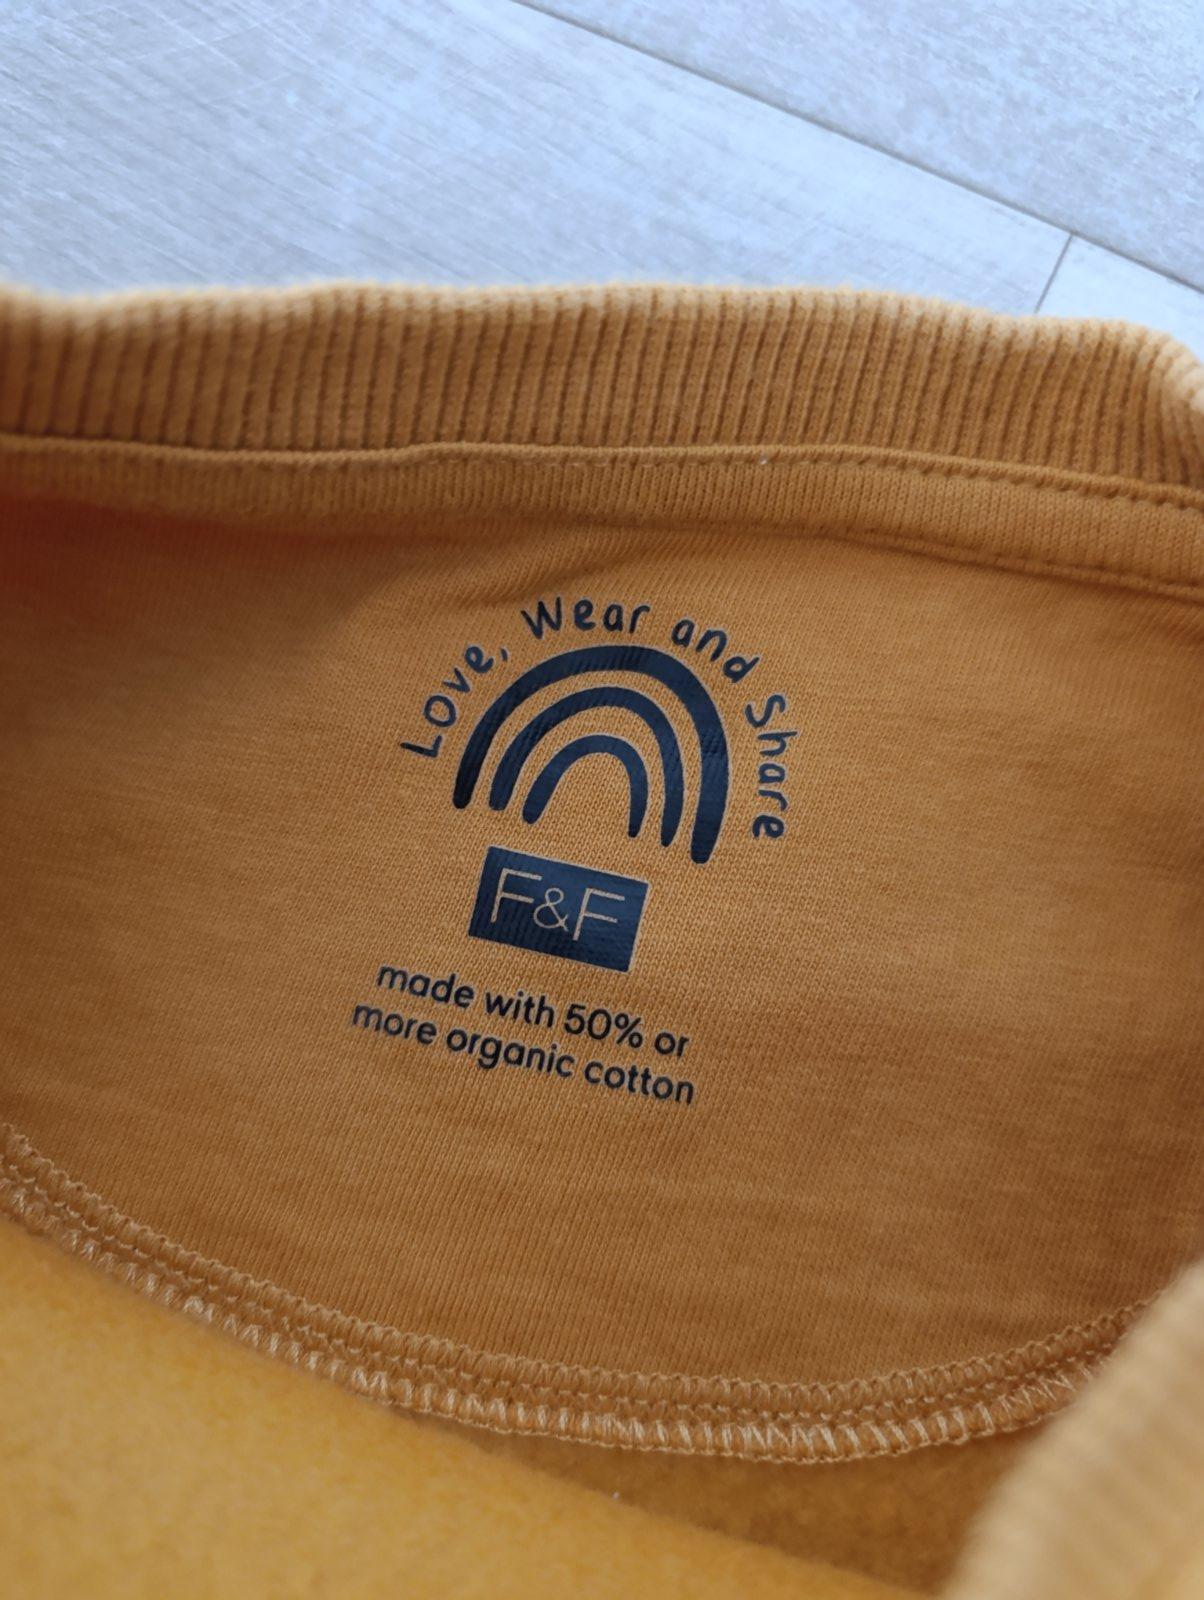 Love, Wear and Share
F&F
made with 50% or
more organic cotton